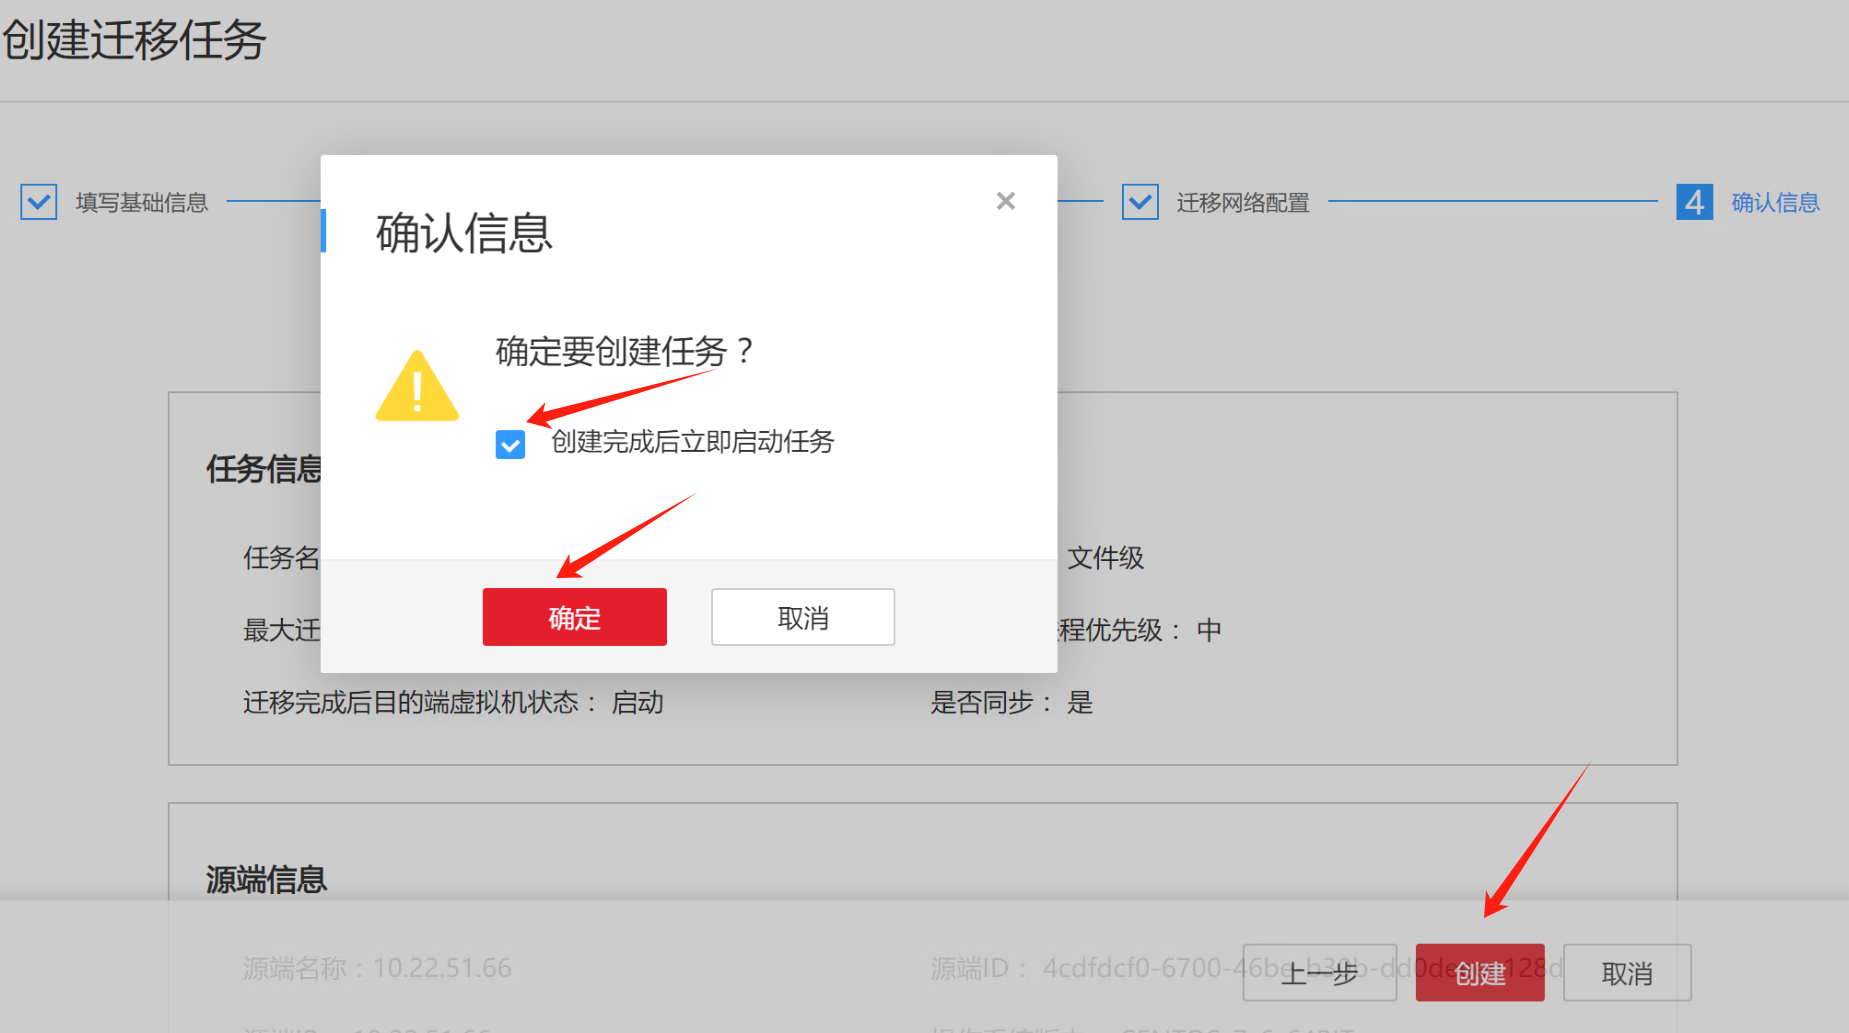 创建迁移任务
填写基础信息
迁移网络配置
4 确认信息
确认信息
×
确定要创建任务？
创建完成后立即启动任务
确定
取消
任务信息
任务名
文件级
最大迁
程优先级： 中
迁移完成后目的端虚拟机状态： 启动
是否同步： 是
源端信息
源端名称：10.22.51.66
源端ID： 4cdfdcf0-6700-46be-
上一步
创建
取消